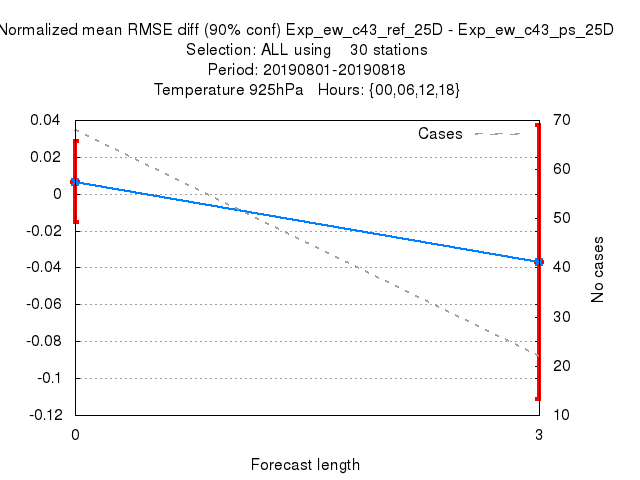 Normalized mean RMSE diff (90% conf) Exp_ew_c43_ref_25D - Exp_ew_c43_ps_25D
Selection: ALL using 30 stations
Period: 20190801-20190818
Temperature 925hPa Hours: {00,06,12,18}
Cases
0.04
0.02
0
-0.02
-0.04
-0.06
-0.08
-0.1
-0.12
70
60
50
40
30
20
10
No cases
0
3
Forecast length